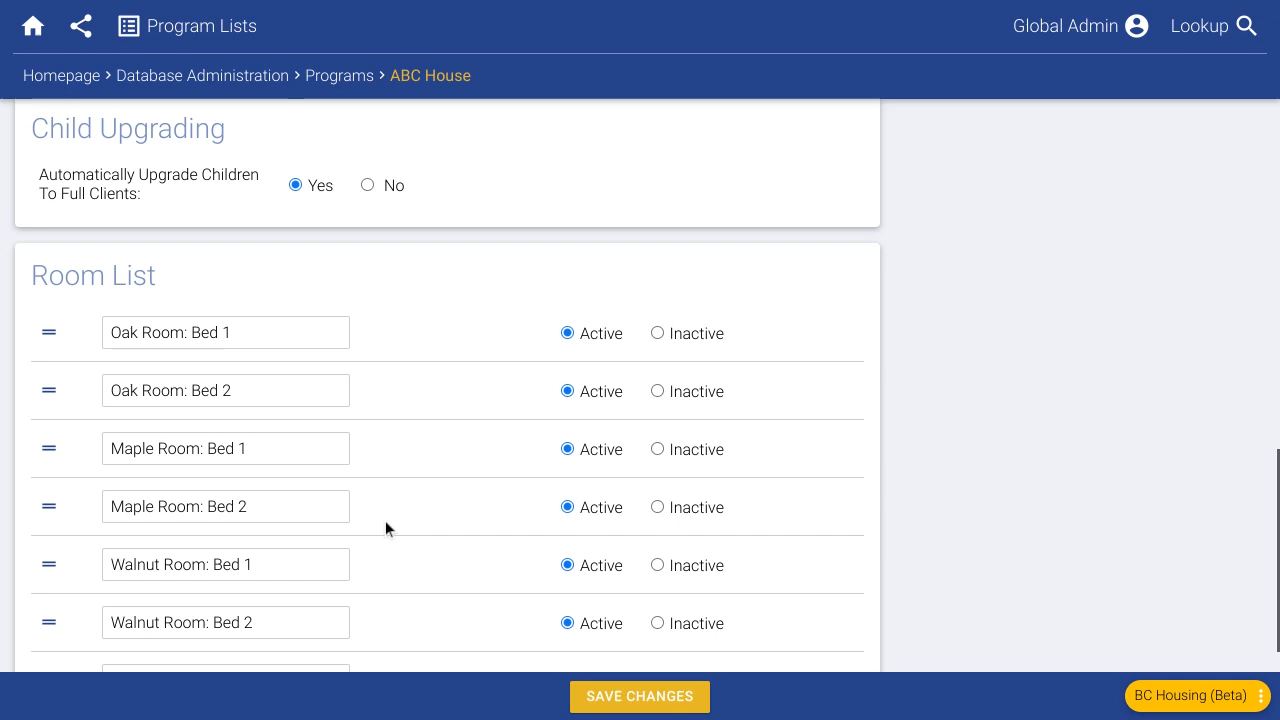 Program Lists
Global Admin
Lookup
Homepage > Database Administration > Programs > ABC House
Child Upgrading
Automatically Upgrade Children
To Full Clients:
Yes
No
Room List
Oak Room: Bed 1
Active
Inactive
Oak Room: Bed 2
Active
Inactive
Maple Room: Bed 1
Active
Inactive
Maple Room: Bed 2
Active
Inactive
Walnut Room: Bed 1
Active
Inactive
Walnut Room: Bed 2
Active
Inactive
SAVE CHANGES
BC Housing (Beta)